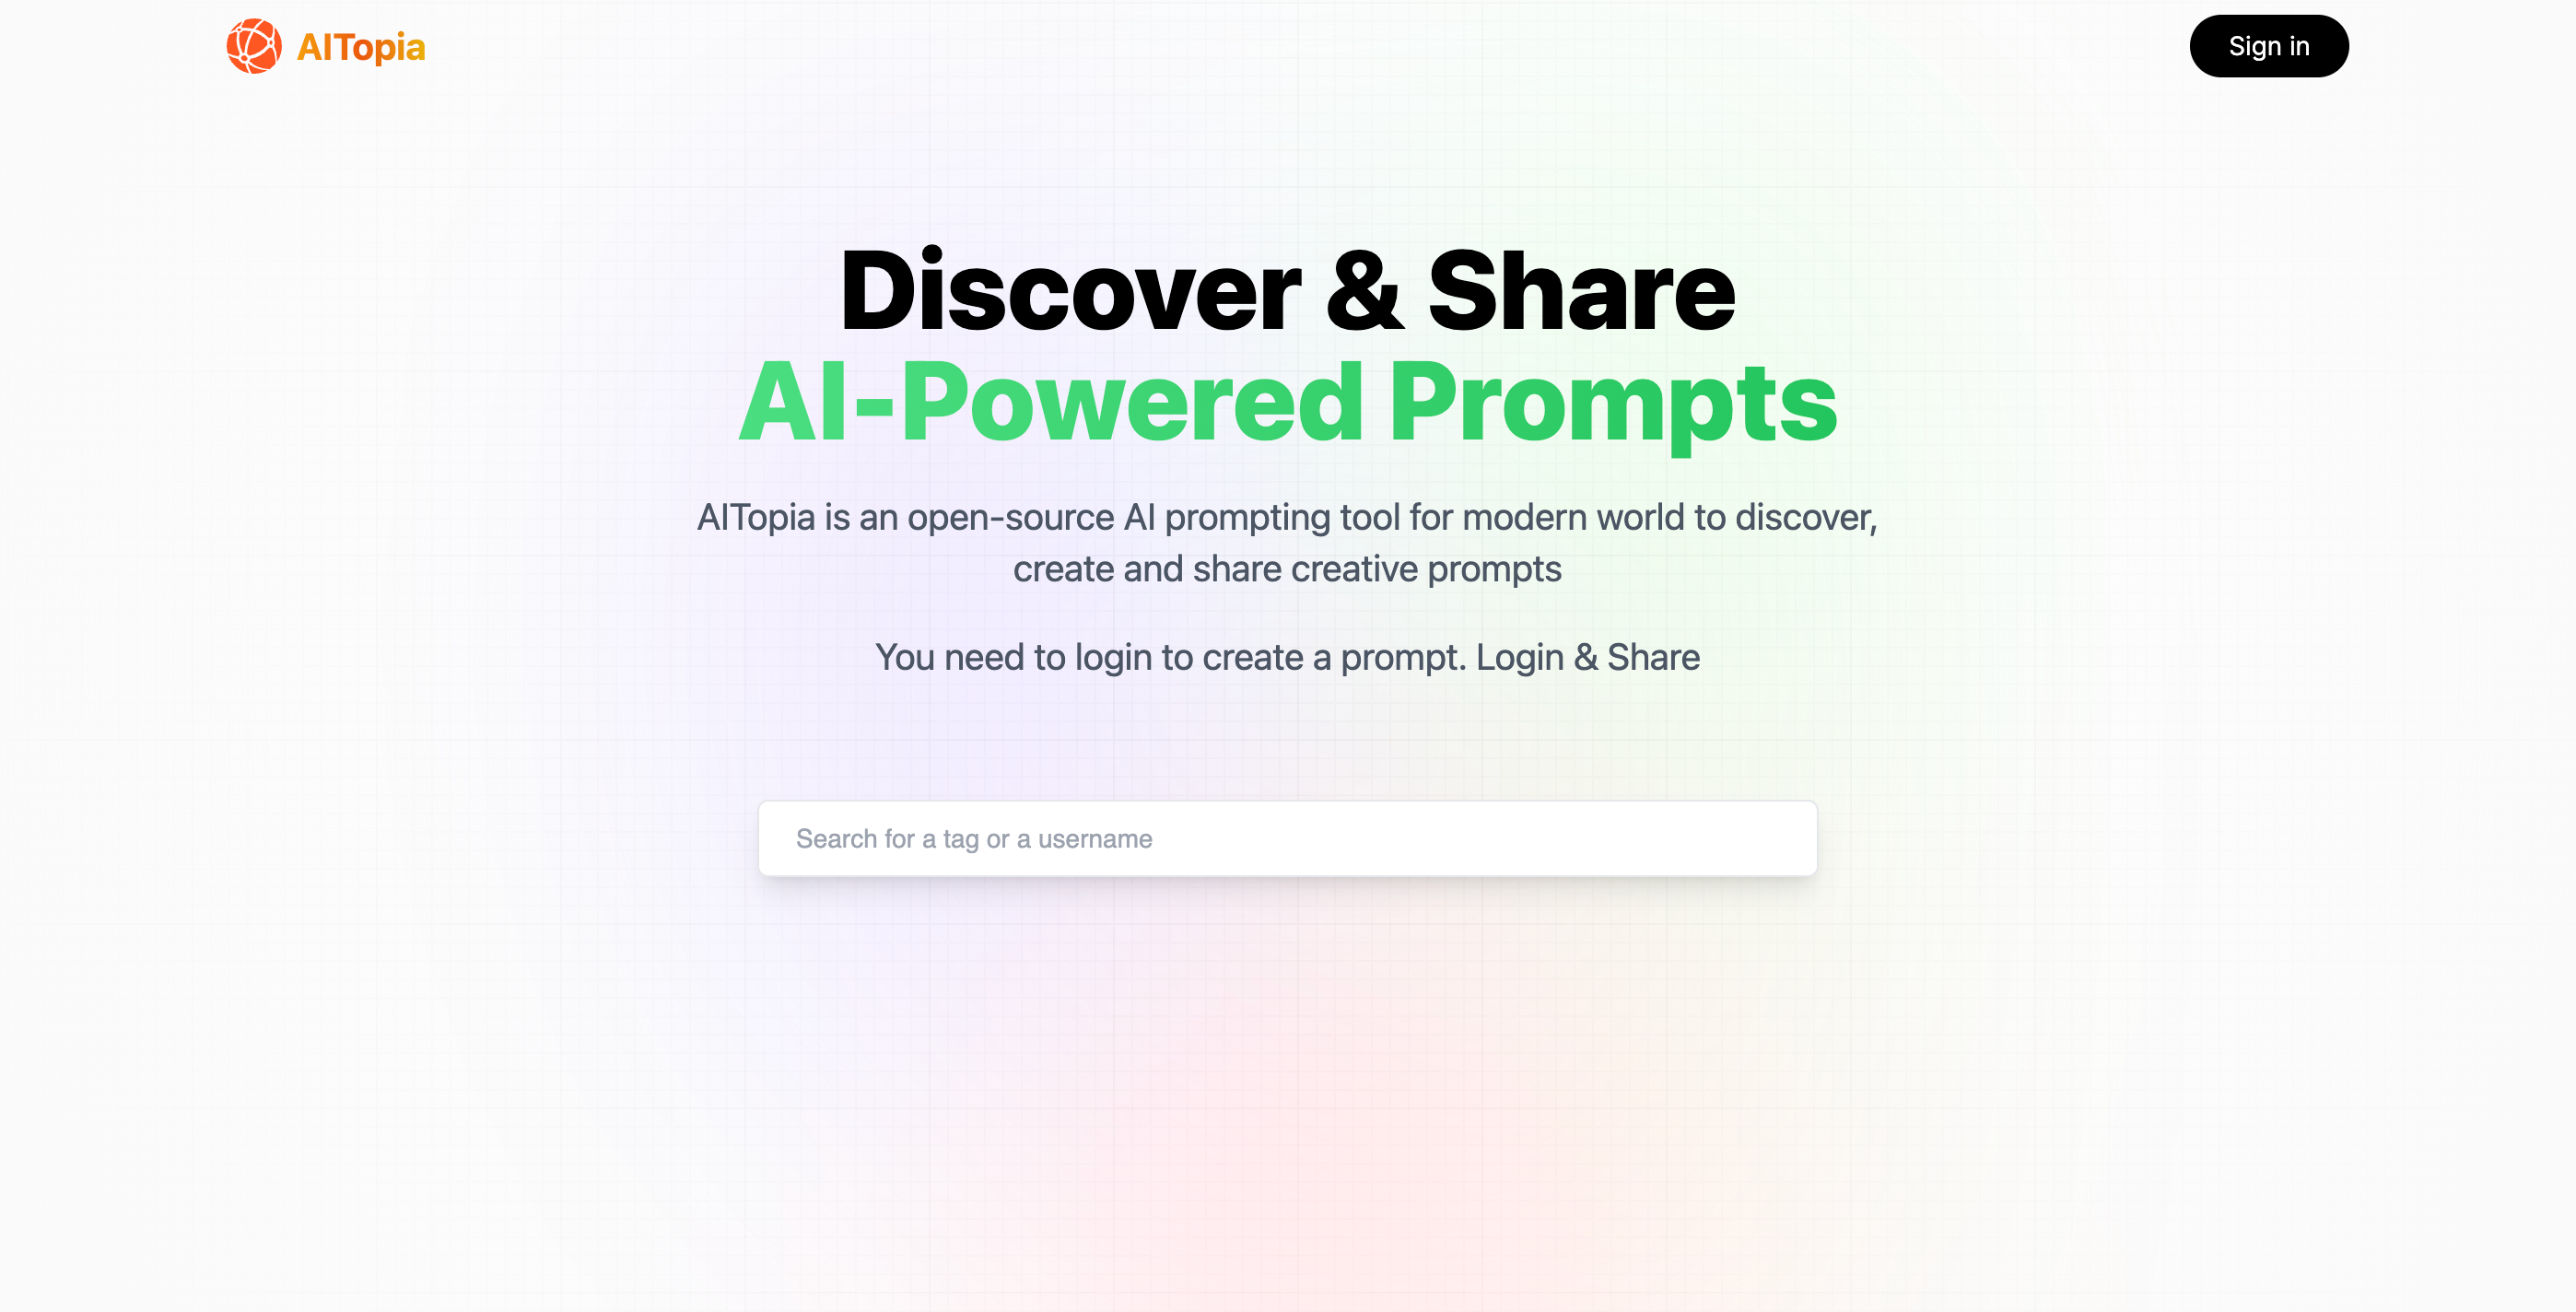 AITopia
Sign in
Discover & Share
AI-Powered Prompts
AITopia is an open-source AI prompting tool for modern world to discover,
create and share creative prompts
You need to login to create a prompt. Login & Share
Search for a tag or a username